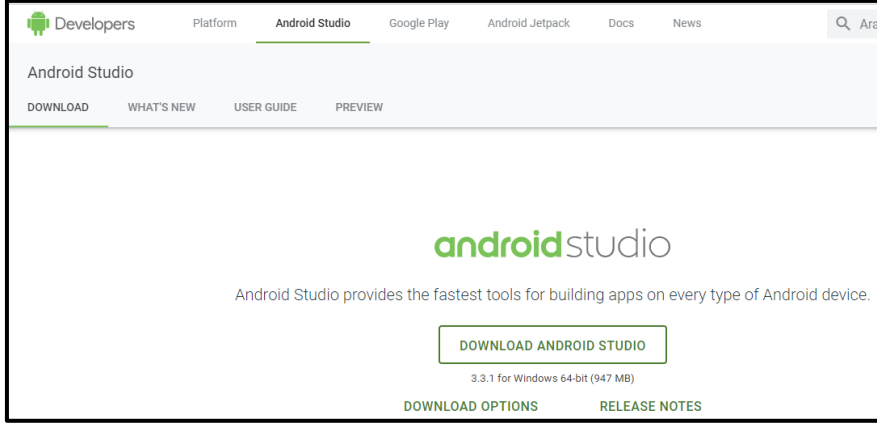 Developers Platform Android Studio Google Play Android Jetpack Docs News Ara
Android Studio
DOWNLOAD WHAT'S NEW USER GUIDE PREVIEW
androidstudio
Android Studio provides the fastest tools for building apps on every type of Android device.
DOWNLOAD ANDROID STUDIO
3.3.1 for Windows 64-bit (947 MB)
DOWNLOAD OPTIONS RELEASE NOTES